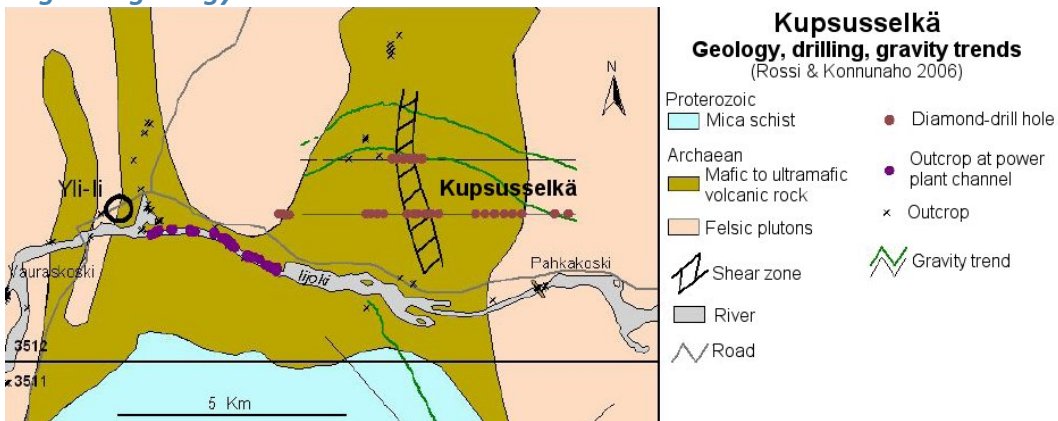 Kupsusselkä
Geology, drilling, gravity trends
(Rossi & Konnunaho 2006)
Proterozoic
Mica schist
Archaean
Mafic to ultramafic
volcanic rock
Felsic plutons
Shear zone
River
Road
Diamond-drill hole
Outcrop at power
plant channel
Outcrop
Gravity trend
N
Yli-Ii
Kupsusselkä
Vauraskoski
Iijoki
Pahkakoski
3512
3511
5 Km